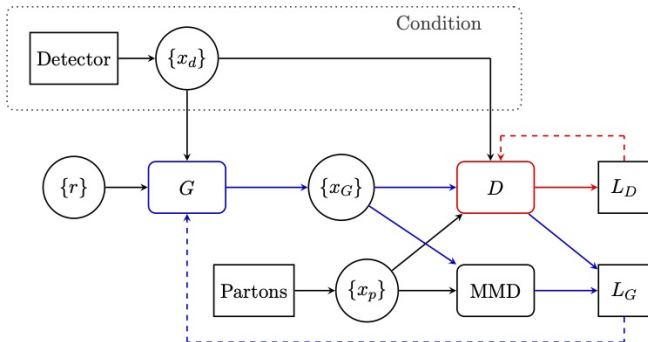 Condition
Detector
{x_d}
{r}
G
{x_G}
D
L_D
Partons
{x_p}
MMD
L_G